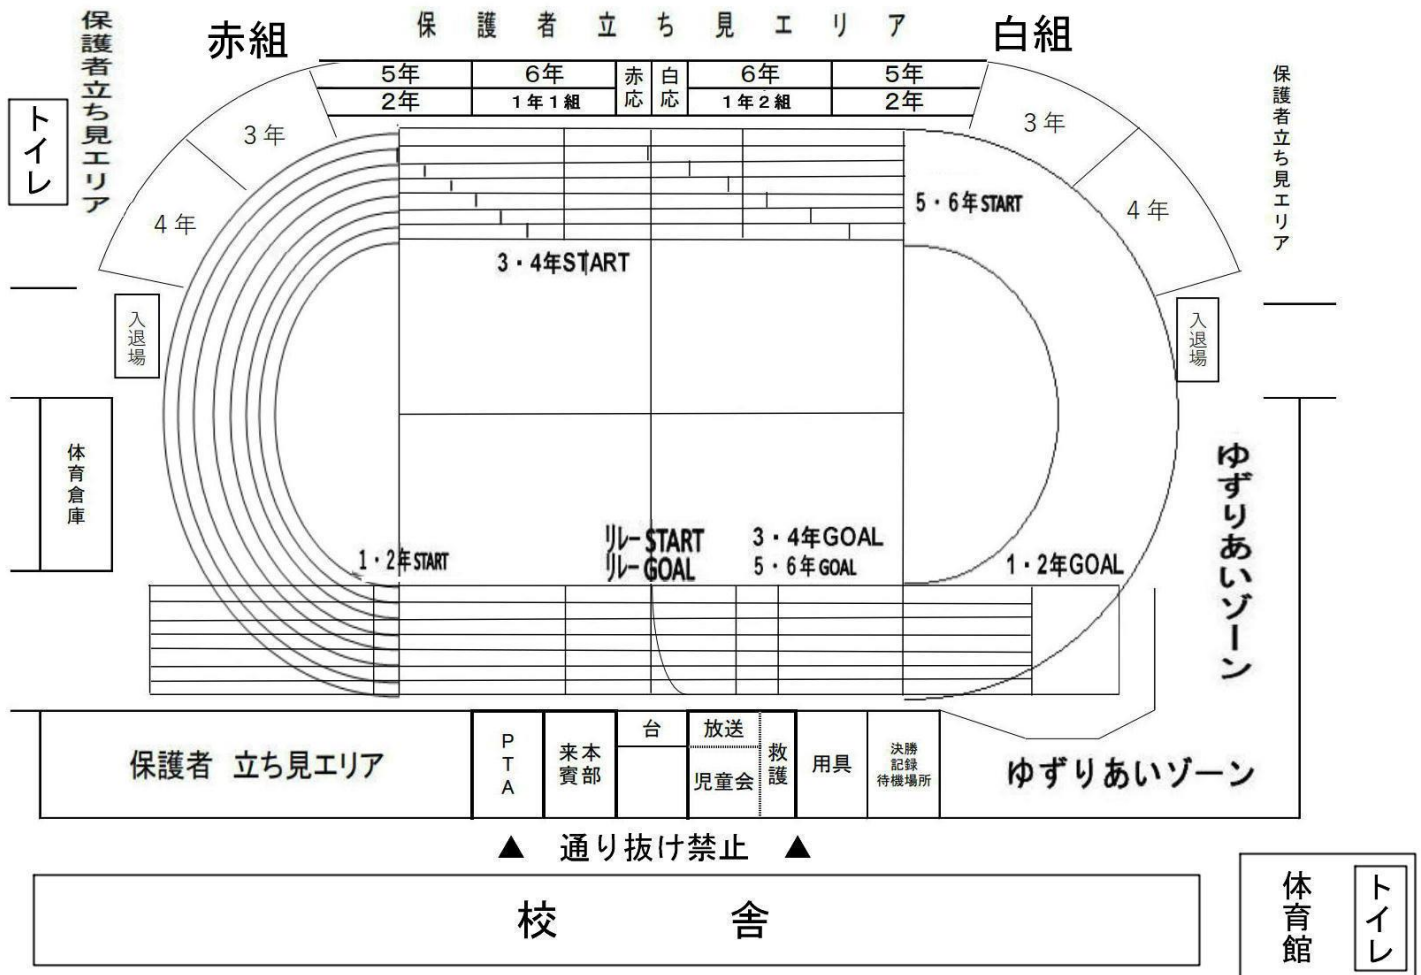 保護者立ち見エリア
赤組
保護者立ち見エリア
白組
保護者立ち見エリア
トイレ
5年
6年
赤応
白応
6年
5年
2年
1年1組
1年2組
2年
3年
4年
3年
4年
5・6年START
3・4年START
入退場
入退場
体育倉庫
ゆずりあいゾーン
1・2年START
リレーSTART
リレーGOAL
3・4年GOAL
5・6年GOAL
1・2年GOAL
保護者 立ち見エリア
PTA
来賓
本部
台
放送
児童会
救護
用具
決勝
記録
待機場所
ゆずりあいゾーン
▲ 通り抜け禁止 ▲
校舎
体育館
トイレ